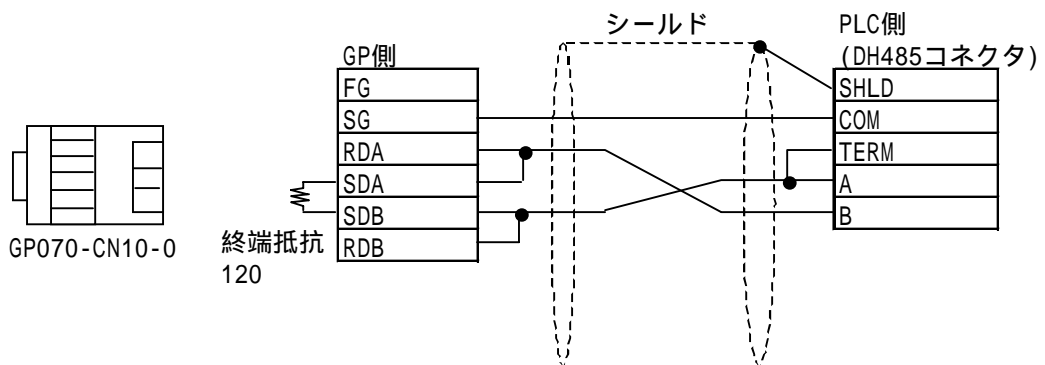 シールド
PLC側
(DH485コネクタ)
GP側
FG
SG
RDA
SDA
SDB
RDB
SHLD
COM
TERM
A
B
GP070-CN10-0
終端抵抗
120